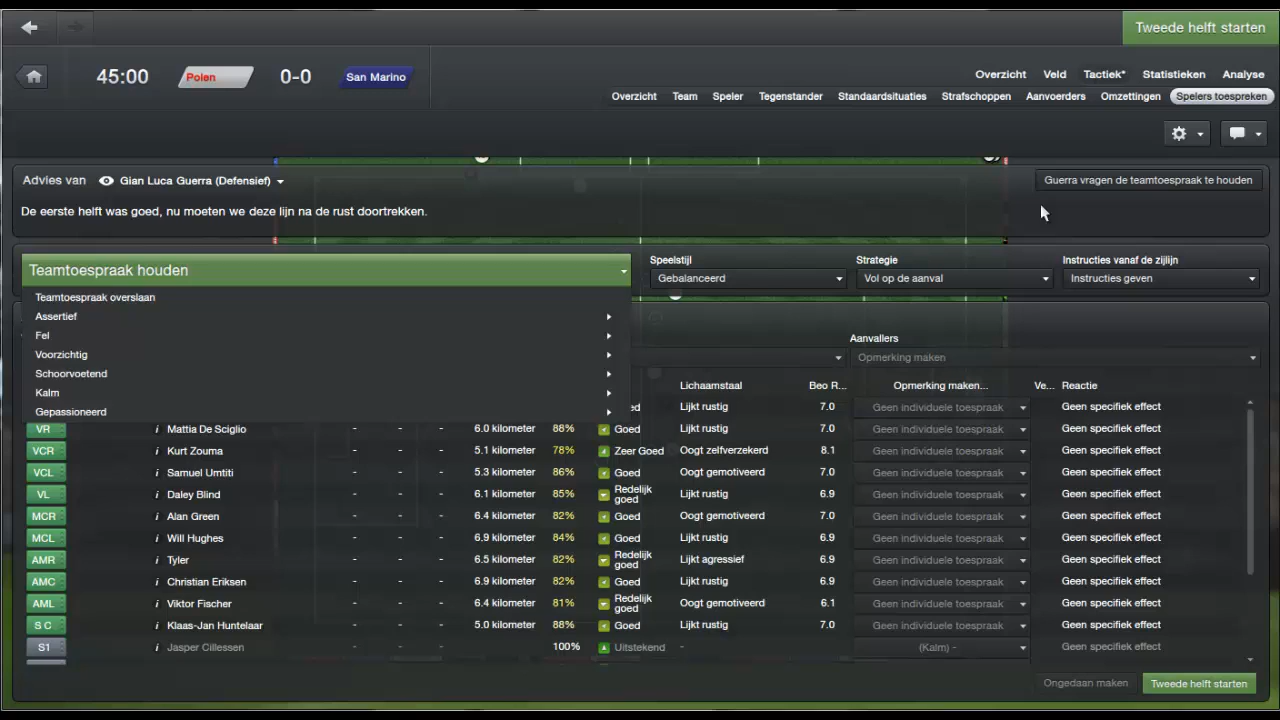 Tweede helft starten
45:00 Polen 0-0 San Marino
Overzicht Veld Tactiek* Statistieken Analyse
Overzicht Team Speler Tegenstander Standaardsituaties Strafschoppen Aanvoerders Omzettingen Spelers toespreken
Advies van Gian Luca Guerra (Defensief)
Guerra vragen de teamtoespraak te houden
De eerste helft was goed, nu moeten we deze lijn na de rust doortrekken.
Teamtoespraak houden
Speelstijl Strategie Instructies vanaf de zijlijn
Gebalanceerd Vol op de aanval Instructies geven
Teamtoespraak overslaan
Assertief
Fel
Voorzichtig
Schoorvoetend
Kalm
Gepassioneerd
Aanvallers
Opmerking maken
Lichaamstaal Beo R... Opmerking maken... Ve... Reactie
Lijkt rustig 7.0 Geen individuele toespraak Geen specifiek effect
VR i Mattia De Sciglio - - - 6.0 kilometer 88% Goed Lijkt rustig 7.0 Geen individuele toespraak Geen specifiek effect
VCR i Kurt Zouma - - - 5.1 kilometer 78% Zeer Goed Oogt zelfverzekerd 8.1 Geen individuele toespraak Geen specifiek effect
VCL i Samuel Umtiti - - - 5.3 kilometer 86% Goed Oogt gemotiveerd 7.0 Geen individuele toespraak Geen specifiek effect
VL i Daley Blind - - - 6.1 kilometer 85% Redelijk goed Lijkt rustig 6.9 Geen individuele toespraak Geen specifiek effect
MCR i Alan Green - - - 6.4 kilometer 82% Goed Oogt gemotiveerd 7.0 Geen individuele toespraak Geen specifiek effect
MCL i Will Hughes - - - 6.9 kilometer 84% Goed Lijkt rustig 6.9 Geen individuele toespraak Geen specifiek effect
AMR i Tyler - - - 6.5 kilometer 82% Redelijk goed Lijkt agressief 6.9 Geen individuele toespraak Geen specifiek effect
AMC i Christian Eriksen - - - 6.9 kilometer 82% Goed Lijkt rustig 6.9 Geen individuele toespraak Geen specifiek effect
AML i Viktor Fischer - - - 6.4 kilometer 81% Redelijk goed Oogt gemotiveerd 6.1 Geen individuele toespraak Geen specifiek effect
S C i Klaas-Jan Huntelaar - - - 5.0 kilometer 88% Goed Lijkt rustig 7.0 Geen individuele toespraak Geen specifiek effect
S1 i Jasper Cillessen - - - 100% Uitstekend - (Kalm) - Geen specifiek effect
Ongedaan maken Tweede helft starten